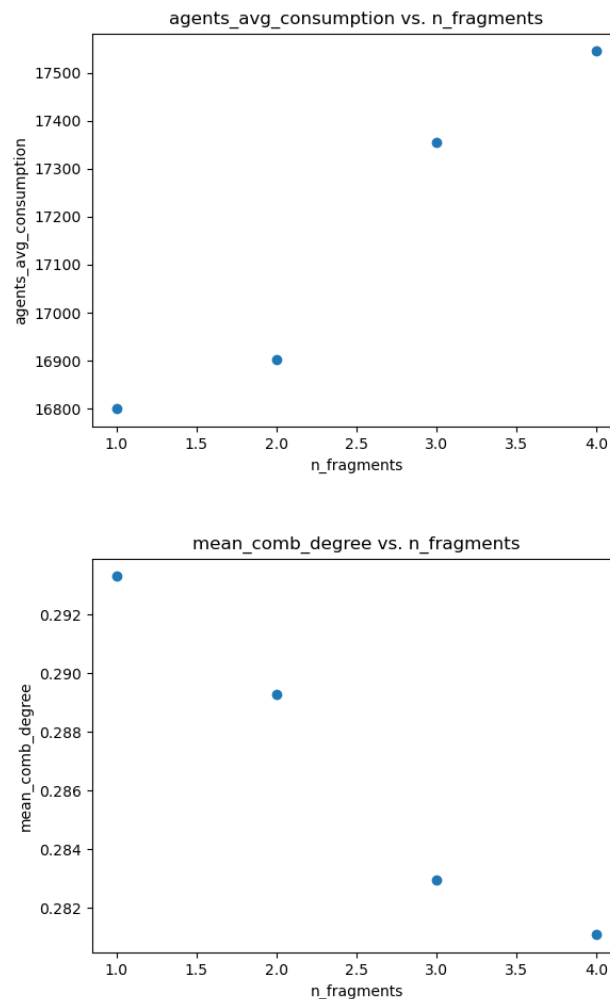 agents_avg_consumption vs. n_fragments
17500
17400
17300
17200
17100
17000
16900
16800
agents_avg_consumption
1.0 1.5 2.0 2.5 3.0 3.5 4.0
n_fragments
mean_comb_degree vs. n_fragments
0.292
0.290
0.288
0.286
0.284
0.282
mean_comb_degree
1.0 1.5 2.0 2.5 3.0 3.5 4.0
n_fragments